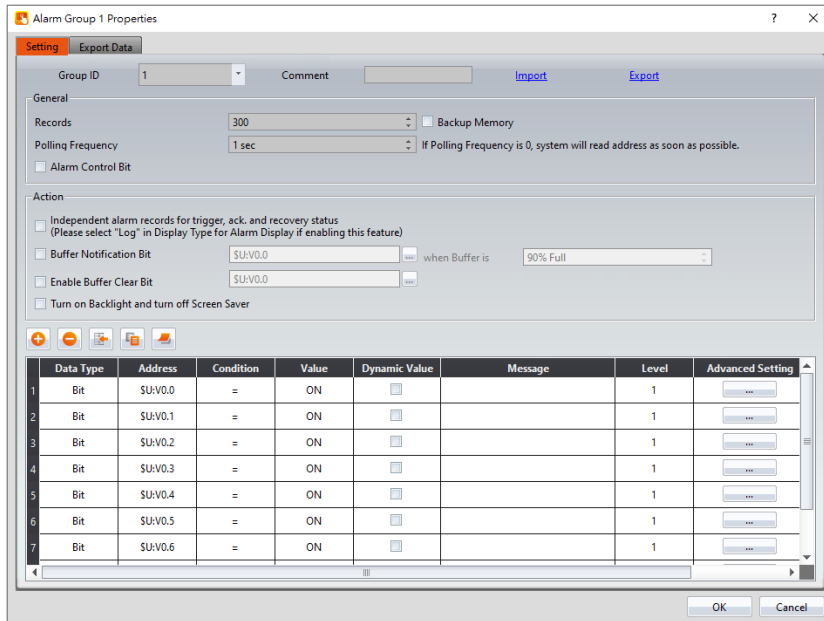 Alarm Group 1 Properties ? X
Setting Export Data
Group ID 1 Comment Import Export
General
Records 300 Backup Memory
Polling Frequency 1 sec If Polling Frequency is 0, system will read address as soon as possible.
Alarm Control Bit
Action
Independent alarm records for trigger, ack. and recovery status
(Please select "Log" in Display Type for Alarm Display if enabling this feature)
Buffer Notification Bit $U:V0.0 ... when Buffer is 90% Full
Enable Buffer Clear Bit $U:V0.0 ...
Turn on Backlight and turn off Screen Saver
Data Type Address Condition Value Dynamic Value Message Level Advanced Setting
1 Bit $U:V0.0 = ON 1 ...
2 Bit $U:V0.1 = ON 1 ...
3 Bit $U:V0.2 = ON 1 ...
4 Bit $U:V0.3 = ON 1 ...
5 Bit $U:V0.4 = ON 1 ...
6 Bit $U:V0.5 = ON 1 ...
7 Bit $U:V0.6 = ON 1 ...
OK Cancel